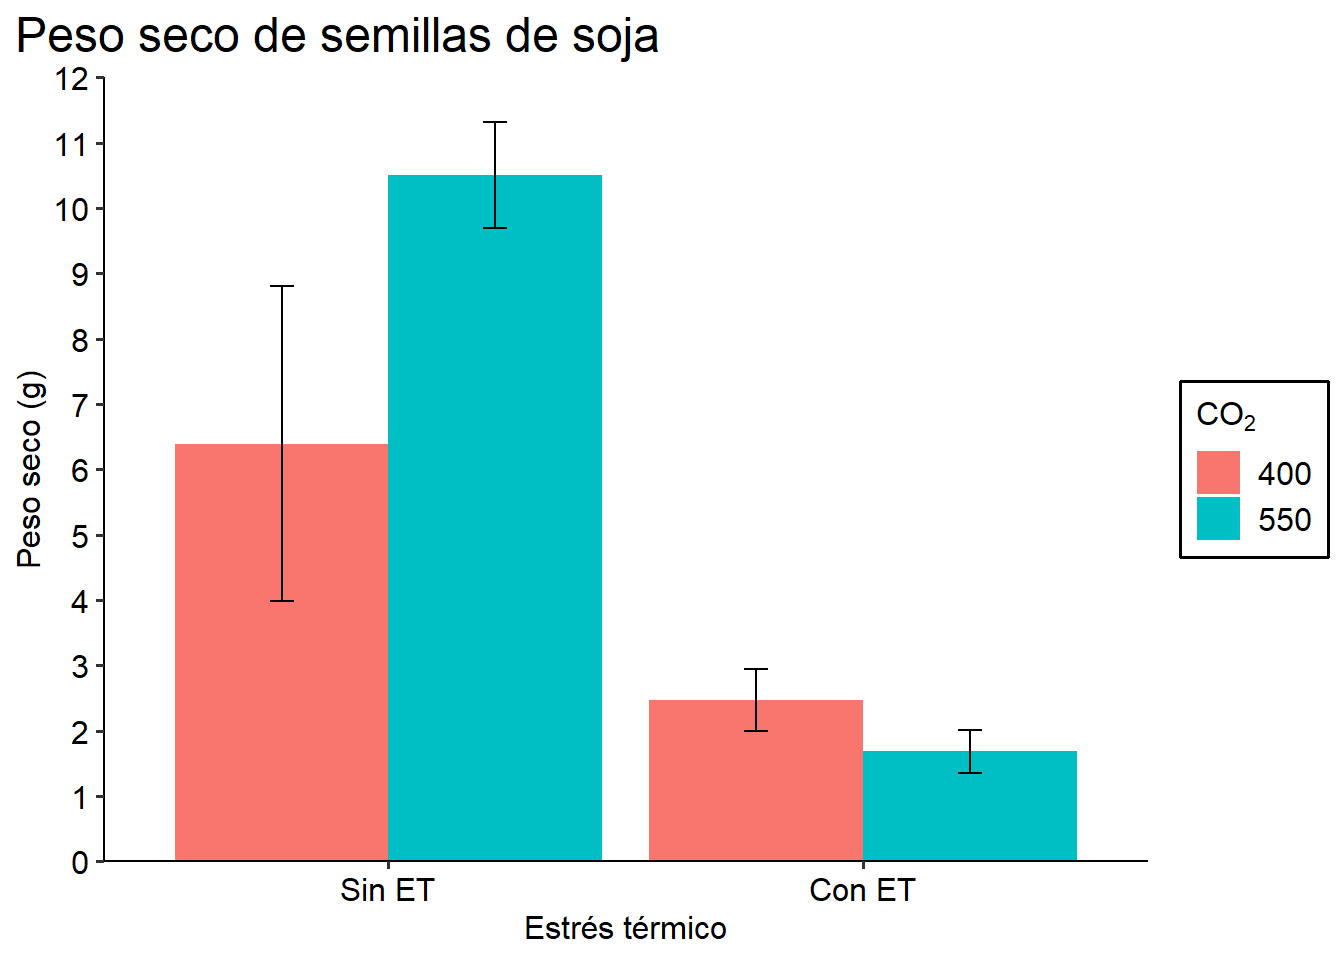 Peso seco de semillas de soja
12
11
10
9
8
7
6
5
4
3
2
1
0
Peso seco (g)
Sin ET
Con ET
Estrés térmico
CO₂
400
550